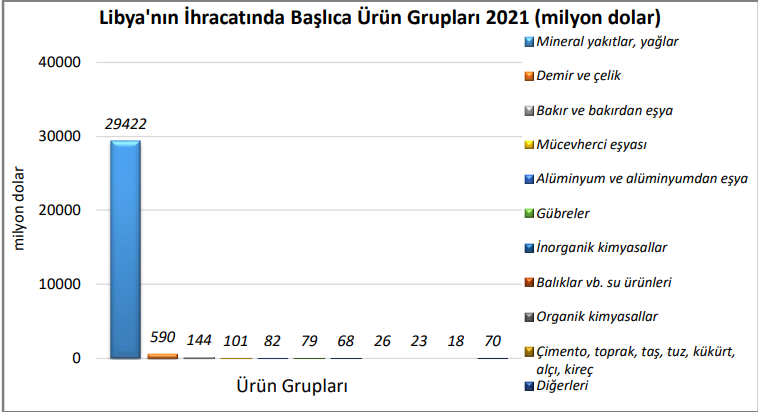 Libya'nın İhracatında Başlıca Ürün Grupları 2021 (milyon dolar)
40000
30000
20000
10000
0
milyon dolar
29422
590
144
101
82
79
68
26
23
18
70
Ürün Grupları
Mineral yakıtlar, yağlar
Demir ve çelik
Bakır ve bakırdan eşya
Mücevherci eşyası
Alüminyum ve alüminyumdan eşya
Gübreler
İnorganik kimyasallar
Balıklar vb. su ürünleri
Organik kimyasallar
Çimento, toprak, taş, tuz, kükürt,
alçı, kireç
Diğerleri